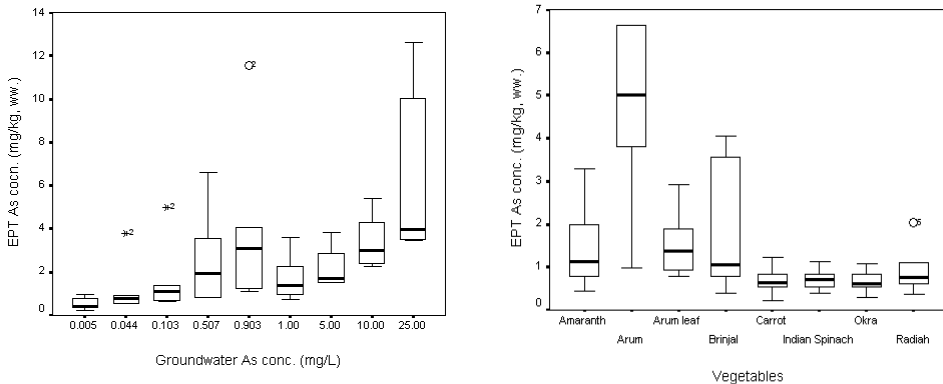 14
12
10
8
6
4
2
0
EPT As cocn. (mg/kg, ww.)
2
2
2
0.005 0.044 0.103 0.507 0.903 1.00 5.00 10.00 25.00
Groundwater As conc. (mg/L)
7
6
5
4
3
2
1
0
EPT As conc. (mg/kg, ww.)
5
Amaranth Arum leaf Carrot Okra
Arum Brinjal Indian Spinach Radiah
Vegetables